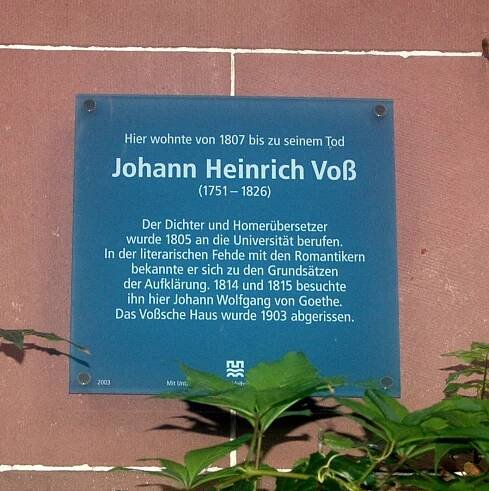 Hier wohnte von 1807 bis zu seinem Tod
Johann Heinrich Voß
(1751 – 1826)
Der Dichter und Homerübersetzer
wurde 1805 an die Universität berufen.
In der literarischen Fehde mit den Romantikern
bekannte er sich zu den Grundsätzen
der Aufklärung. 1814 und 1815 besuchte
ihn hier Johann Wolfgang von Goethe.
Das Voßsche Haus wurde 1903 abgerissen.
2003 Mit